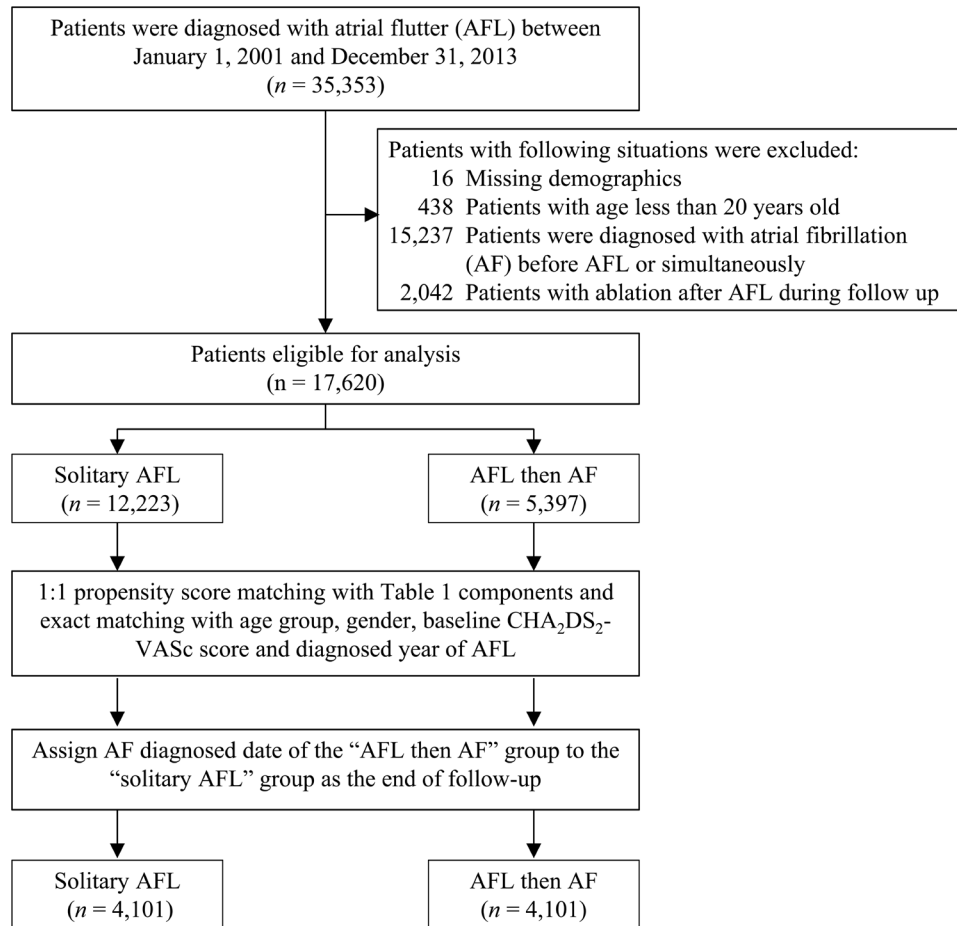 Patients were diagnosed with atrial flutter (AFL) between
January 1, 2001 and December 31, 2013
(n = 35,353)
Patients with following situations were excluded:
16 Missing demographics
438 Patients with age less than 20 years old
15,237 Patients were diagnosed with atrial fibrillation
(AF) before AFL or simultaneously
2,042 Patients with ablation after AFL during follow up
Patients eligible for analysis
(n = 17,620)
Solitary AFL
(n = 12,223)
AFL then AF
(n = 5,397)
1:1 propensity score matching with Table 1 components and
exact matching with age group, gender, baseline CHA₂DS₂-
VASc score and diagnosed year of AFL
Assign AF diagnosed date of the “AFL then AF” group to the
“solitary AFL” group as the end of follow-up
Solitary AFL
(n = 4,101)
AFL then AF
(n = 4,101)